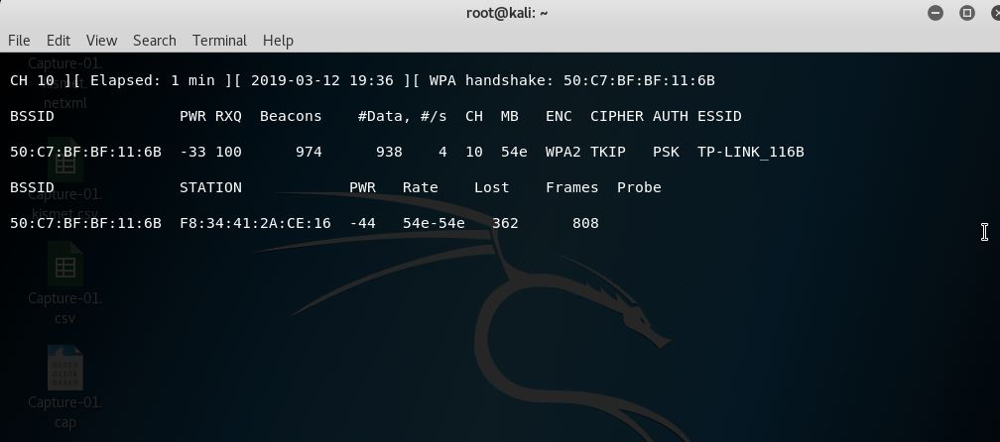 root@kali: ~
File Edit View Search Terminal Help
Capture-01.
kismet.
netxml
CH 10 ][ Elapsed: 1 min ][ 2019-03-12 19:36 ][ WPA handshake: 50:C7:BF:BF:11:6B
BSSID PWR RXQ Beacons #Data, #/s CH MB ENC CIPHER AUTH ESSID
50:C7:BF:BF:11:6B -33 100 974 938 4 10 54e WPA2 TKIP PSK TP-LINK_116B
BSSID STATION PWR Rate Lost Frames Probe
50:C7:BF:BF:11:6B F8:34:41:2A:CE:16 -44 54e-54e 362 808
Capture-01.
kismet.csv
Capture-01.
csv
Capture-01.
cap